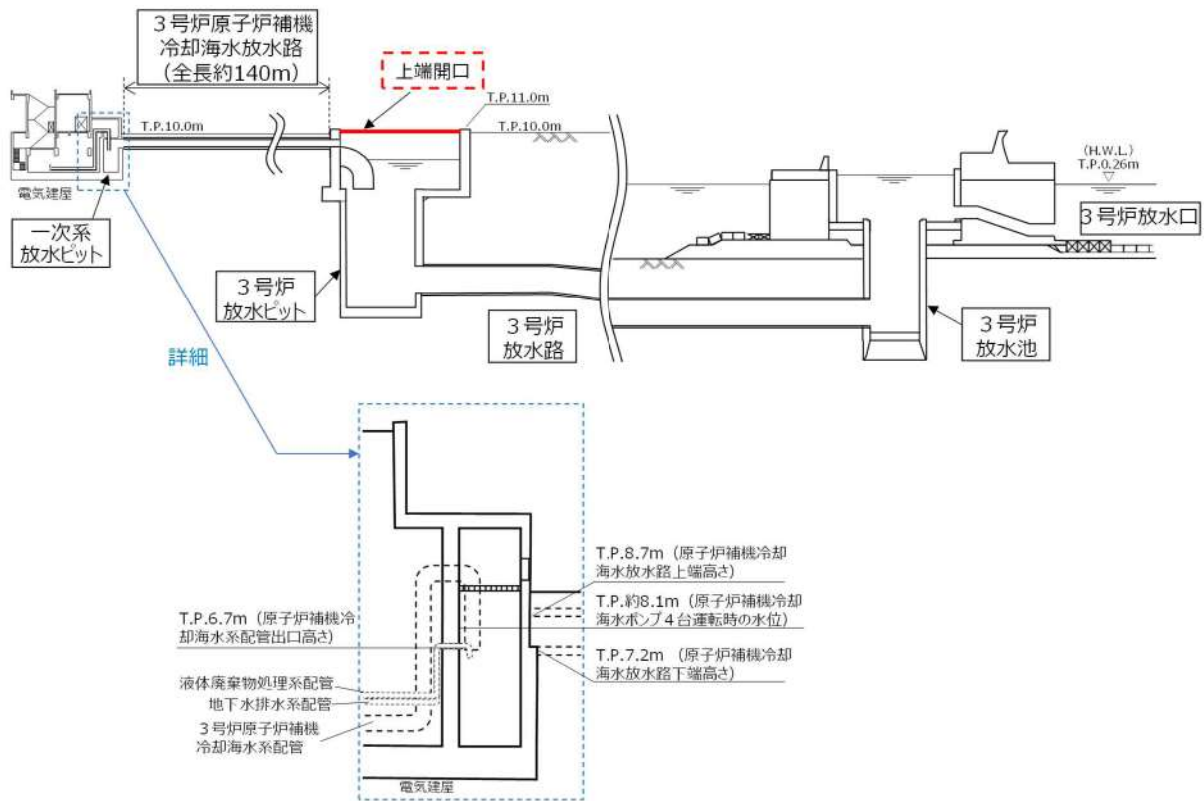 ３号炉原子炉補機
冷却海水放水路
（全長約140m）
上端開口
T.P.11.0m
T.P.10.0m
T.P.10.0m
(H.W.L.)
T.P.0.26m
電気建屋
一次系
放水ピット
３号炉
放水ピット
３号炉
放水路
３号炉
放水池
３号炉放水口
詳細
T.P.8.7m（原子炉補機冷却
海水放水路上端高さ）
T.P.約8.1m（原子炉補機冷却
海水ポンプ４台運転時の水位）
T.P.7.2m （原子炉補機冷却
海水放水路下端高さ）
T.P.6.7m（原子炉補機冷
却海水系配管出口高さ）
液体廃棄物処理系配管
地下水排水系配管
３号炉原子炉補機
冷却海水系配管
電気建屋